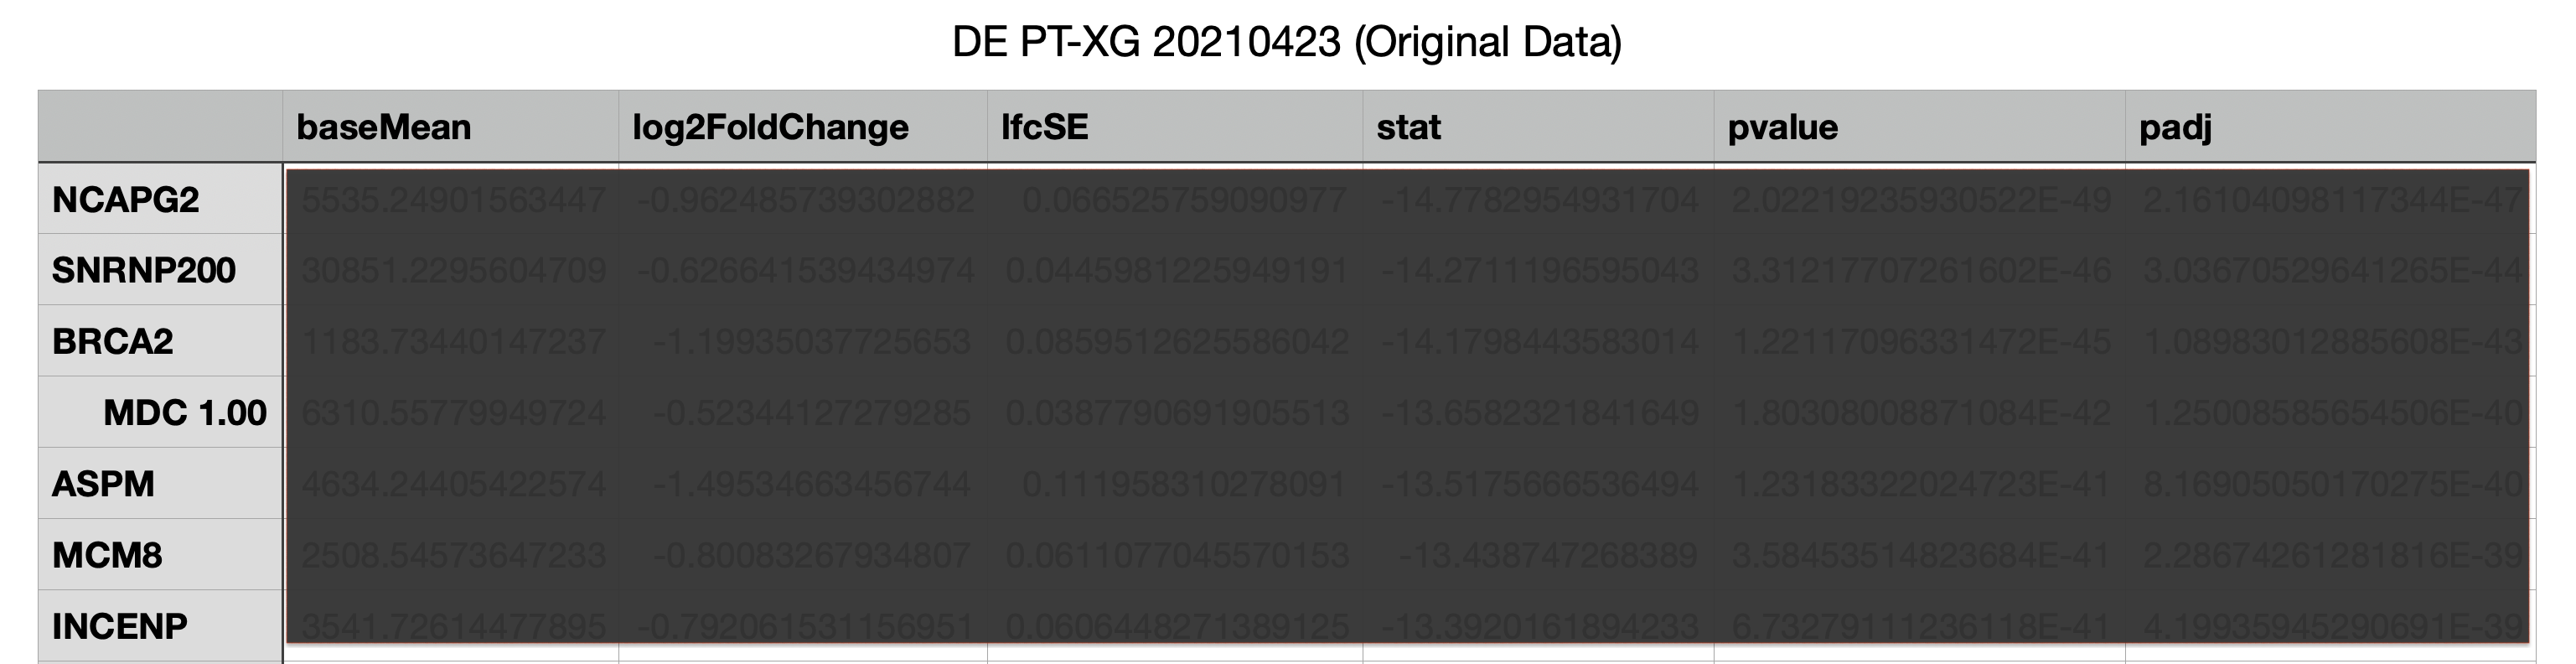 DE PT-XG 20210423 (Original Data)
baseMean log2FoldChange lfcSE stat pvalue padj
NCAPG2 5535.24901563447 -0.962485739302882 0.066525759090977 -14.7782954931704 2.02219235930522E-49 2.16104098117344E-47
SNRNP200 30851.2295604709 -0.626641539434974 0.0445981225949191 -14.2711196595043 3.31217707261602E-46 3.03670529641265E-44
BRCA2 1183.73440147237 -1.19935037725653 0.0859512625586042 -14.1798443583014 1.22117096331472E-45 1.08983012885608E-43
MDC 1.00 6310.55779949724 -0.52344127279285 0.0387790691905513 -13.6582321841649 1.80308008871084E-42 1.25008585654506E-40
ASPM 4634.24405422574 -1.49534663456744 0.111958310278091 -13.5175666536494 1.23183322024723E-41 8.16905050170275E-40
MCM8 2508.54573647233 -0.80083267934807 0.0611077045570153 -13.438747268389 3.58453514823684E-41 2.28674261281816E-39
INCENP 3541.72614477895 -0.792061531156951 0.0606448271389125 -13.3920161894233 6.73279111236118E-41 4.19935945290691E-39